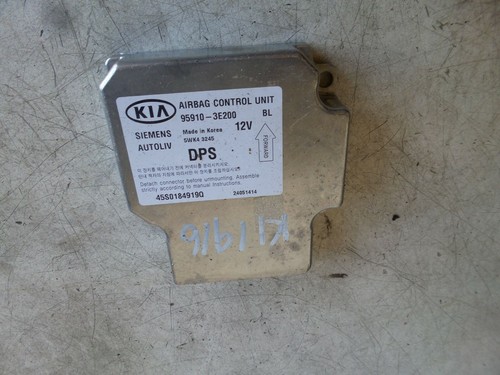 KIA AIRBAG CONTROL UNIT
95910-3E200 BL
SIEMENS Made in Korea 12V
AUTOLIV 5WK4 3245
FORWARD
DPS
Detach connector before unmounting. Assemble
strictly according to manual instructions.
45S0184919Q 24051414
K11916